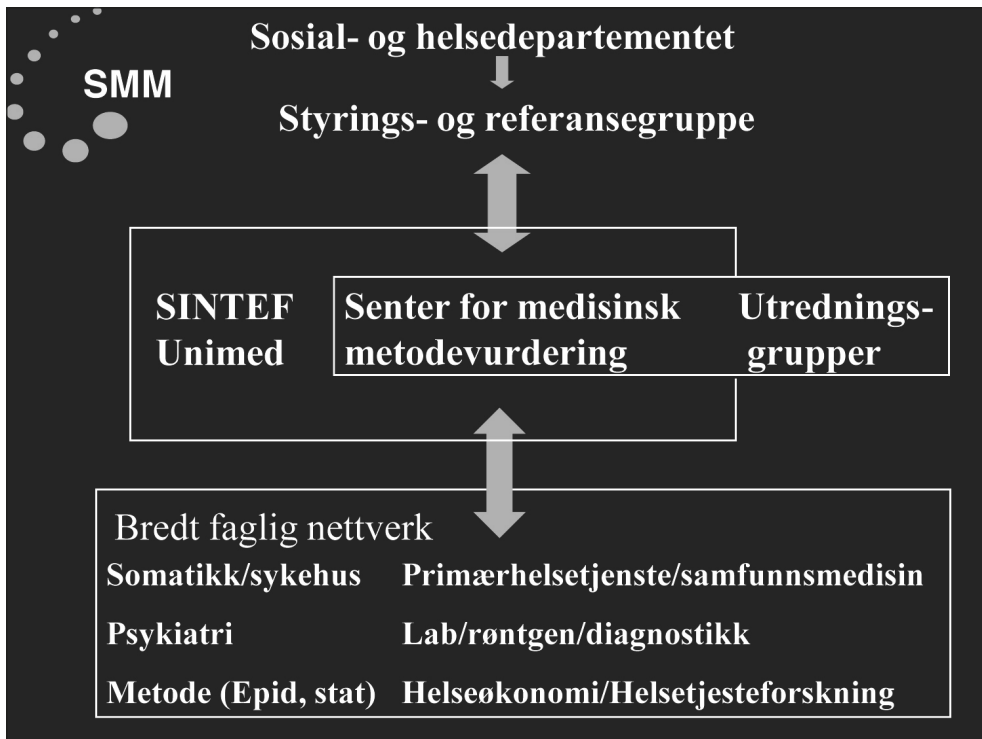 Sosial- og helsedepartementet
SMM
Styrings- og referansegruppe
SINTEF Senter for medisinsk Utrednings-
Unimed metodevurdering grupper
Bredt faglig nettverk
Somatikk/sykehus Primærhelsetjenste/samfunnsmedisin
Psykiatri Lab/røntgen/diagnostikk
Metode (Epid, stat) Helseøkonomi/Helsetjesteforskning